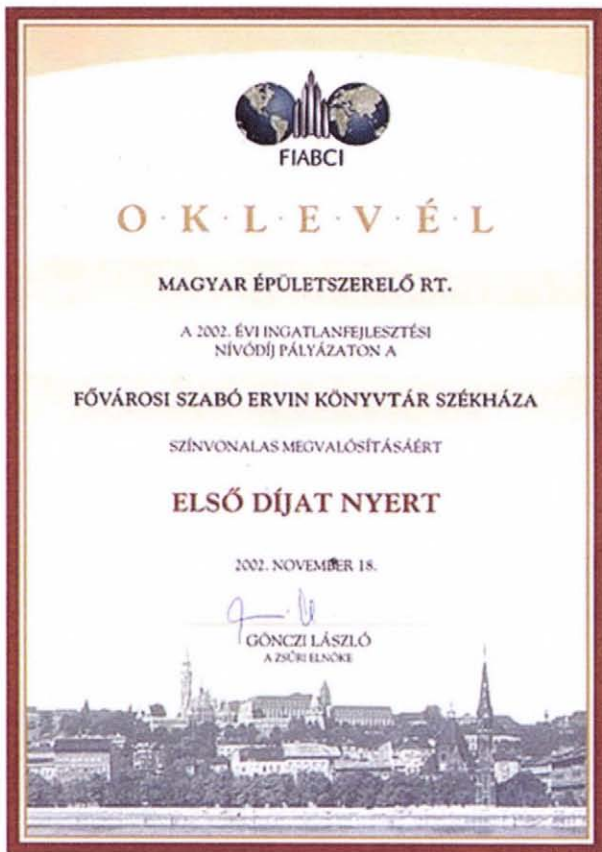 FIABCI
O·K·L·E·V·É·L
MAGYAR ÉPÜLETSZERELŐ RT.
A 2002. ÉVI INGATLANFEJLESZTÉSI
NÍVÓDÍJ PÁLYÁZATON A
FŐVÁROSI SZABÓ ERVIN KÖNYVTÁR SZÉKHÁZA
SZÍNVONALAS MEGVALÓSÍTÁSÁÉRT
ELSŐ DÍJAT NYERT
2002. NOVEMBER 18.
GÖNCZI LÁSZLÓ
A ZSŰRI ELNÖKE